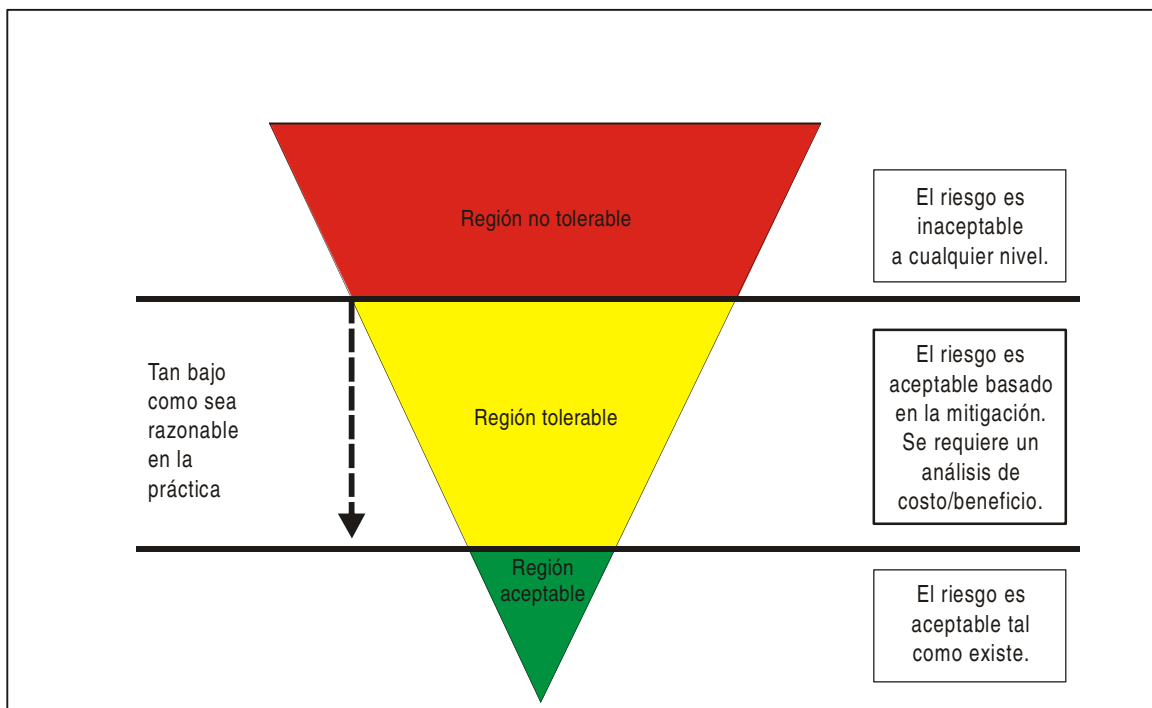 Región no tolerable
El riesgo es
inaceptable
a cualquier nivel.
Tan bajo
como sea
razonable
en la
práctica
Región tolerable
El riesgo es
aceptable basado
en la mitigación.
Se requiere un
análisis de
costo/beneficio.
Región
aceptable
El riesgo es
aceptable tal
como existe.